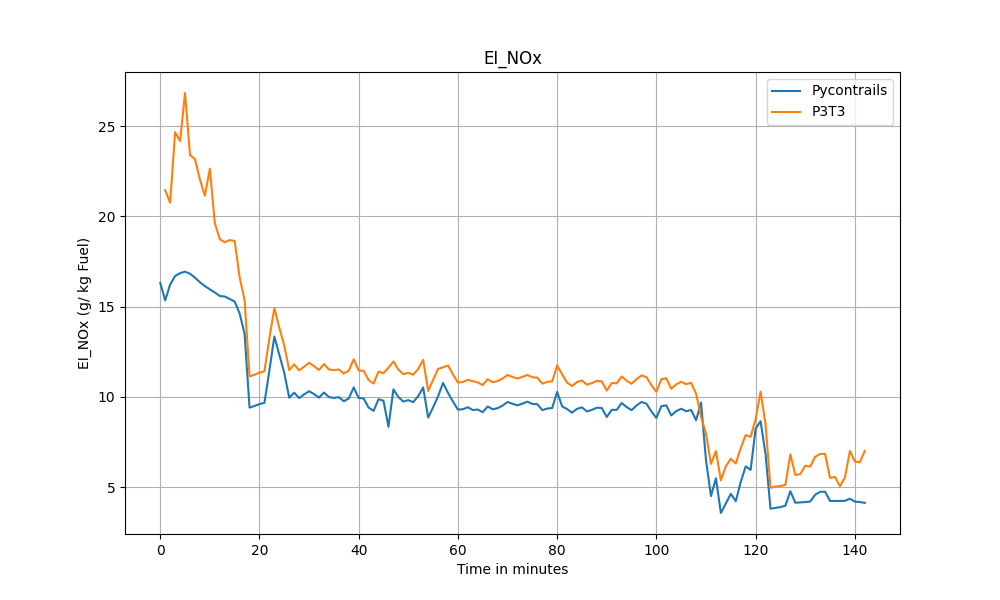 EI_NOx
Pycontrails
P3T3
EI_NOx (g/ kg Fuel)
25
20
15
10
5
0 20 40 60 80 100 120 140
Time in minutes